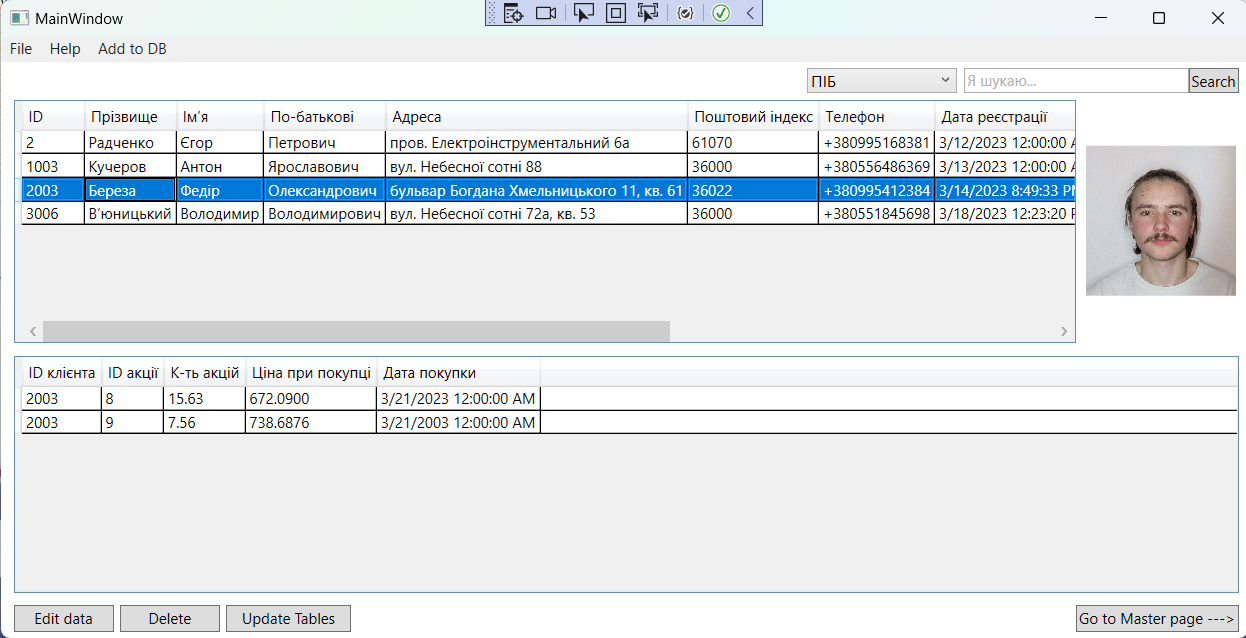 MainWindow
File Help Add to DB
ПІБ Я шукаю... Search
ID Прізвище Ім'я По-батькові Адреса Поштовий індекс Телефон Дата реєстрації
2 Радченко Єгор Петрович пров. Електроінструментальний 6а 61070 +380995168381 3/12/2023 12:00:00 A
1003 Кучеров Антон Ярославович вул. Небесної сотні 88 36000 +380556486369 3/13/2023 12:00:00 A
2003 Береза Федір Олександрович бульвар Богдана Хмельницького 11, кв. 61 36022 +380995412384 3/14/2023 8:49:33 PM
3006 В'юницький Володимир Володимирович вул. Небесної сотні 72а, кв. 53 36000 +380551845698 3/18/2023 12:23:20 P
ID клієнта ID акції К-ть акцій Ціна при покупці Дата покупки
2003 8 15.63 672.0900 3/21/2023 12:00:00 AM
2003 9 7.56 738.6876 3/21/2003 12:00:00 AM
Edit data Delete Update Tables Go to Master page --->